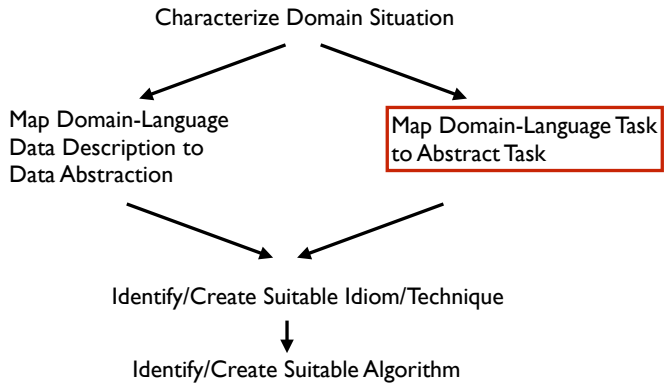 Characterize Domain Situation
Map Domain-Language
Data Description to
Data Abstraction
Map Domain-Language Task
to Abstract Task
Identify/Create Suitable Idiom/Technique
Identify/Create Suitable Algorithm